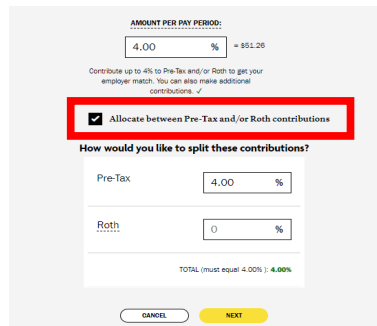 AMOUNT PER PAY PERIOD:
4.00 % = $51.26
Contribute up to 4% to Pre-Tax and/or Roth to get your
employer match. You can also make additional
contributions. ✓
Allocate between Pre-Tax and/or Roth contributions
How would you like to split these contributions?
Pre-Tax 4.00 %
Roth 0 %
TOTAL (must equal 4.00% ): 4.00%
CANCEL NEXT